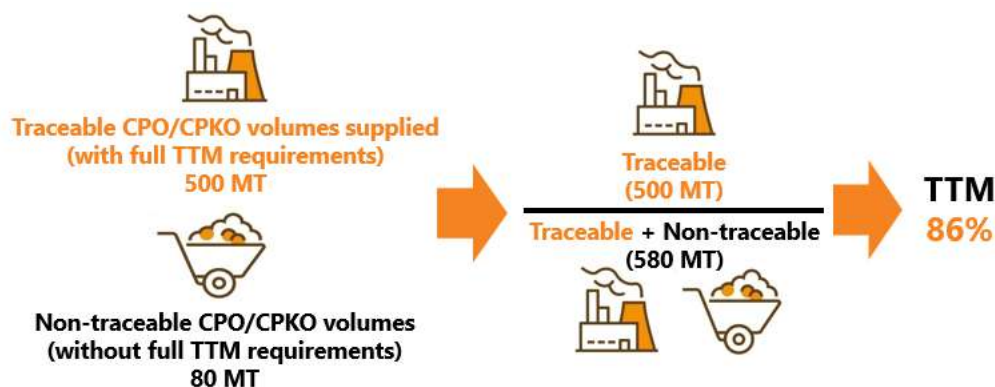 Traceable CPO/CPKO volumes supplied
(with full TTM requirements)
500 MT
Non-traceable CPO/CPKO volumes
(without full TTM requirements)
80 MT
Traceable
(500 MT)
Traceable + Non-traceable
(580 MT)
TTM
86%